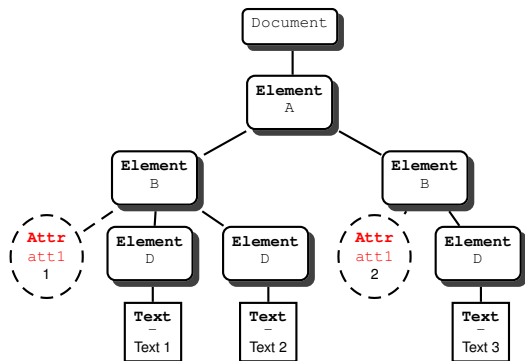 Document
Element
A
Element
B
Element
B
Attr
att1
1
Element
D
Element
D
Attr
att1
2
Element
D
Text
–
Text 1
Text
–
Text 2
Text
–
Text 3